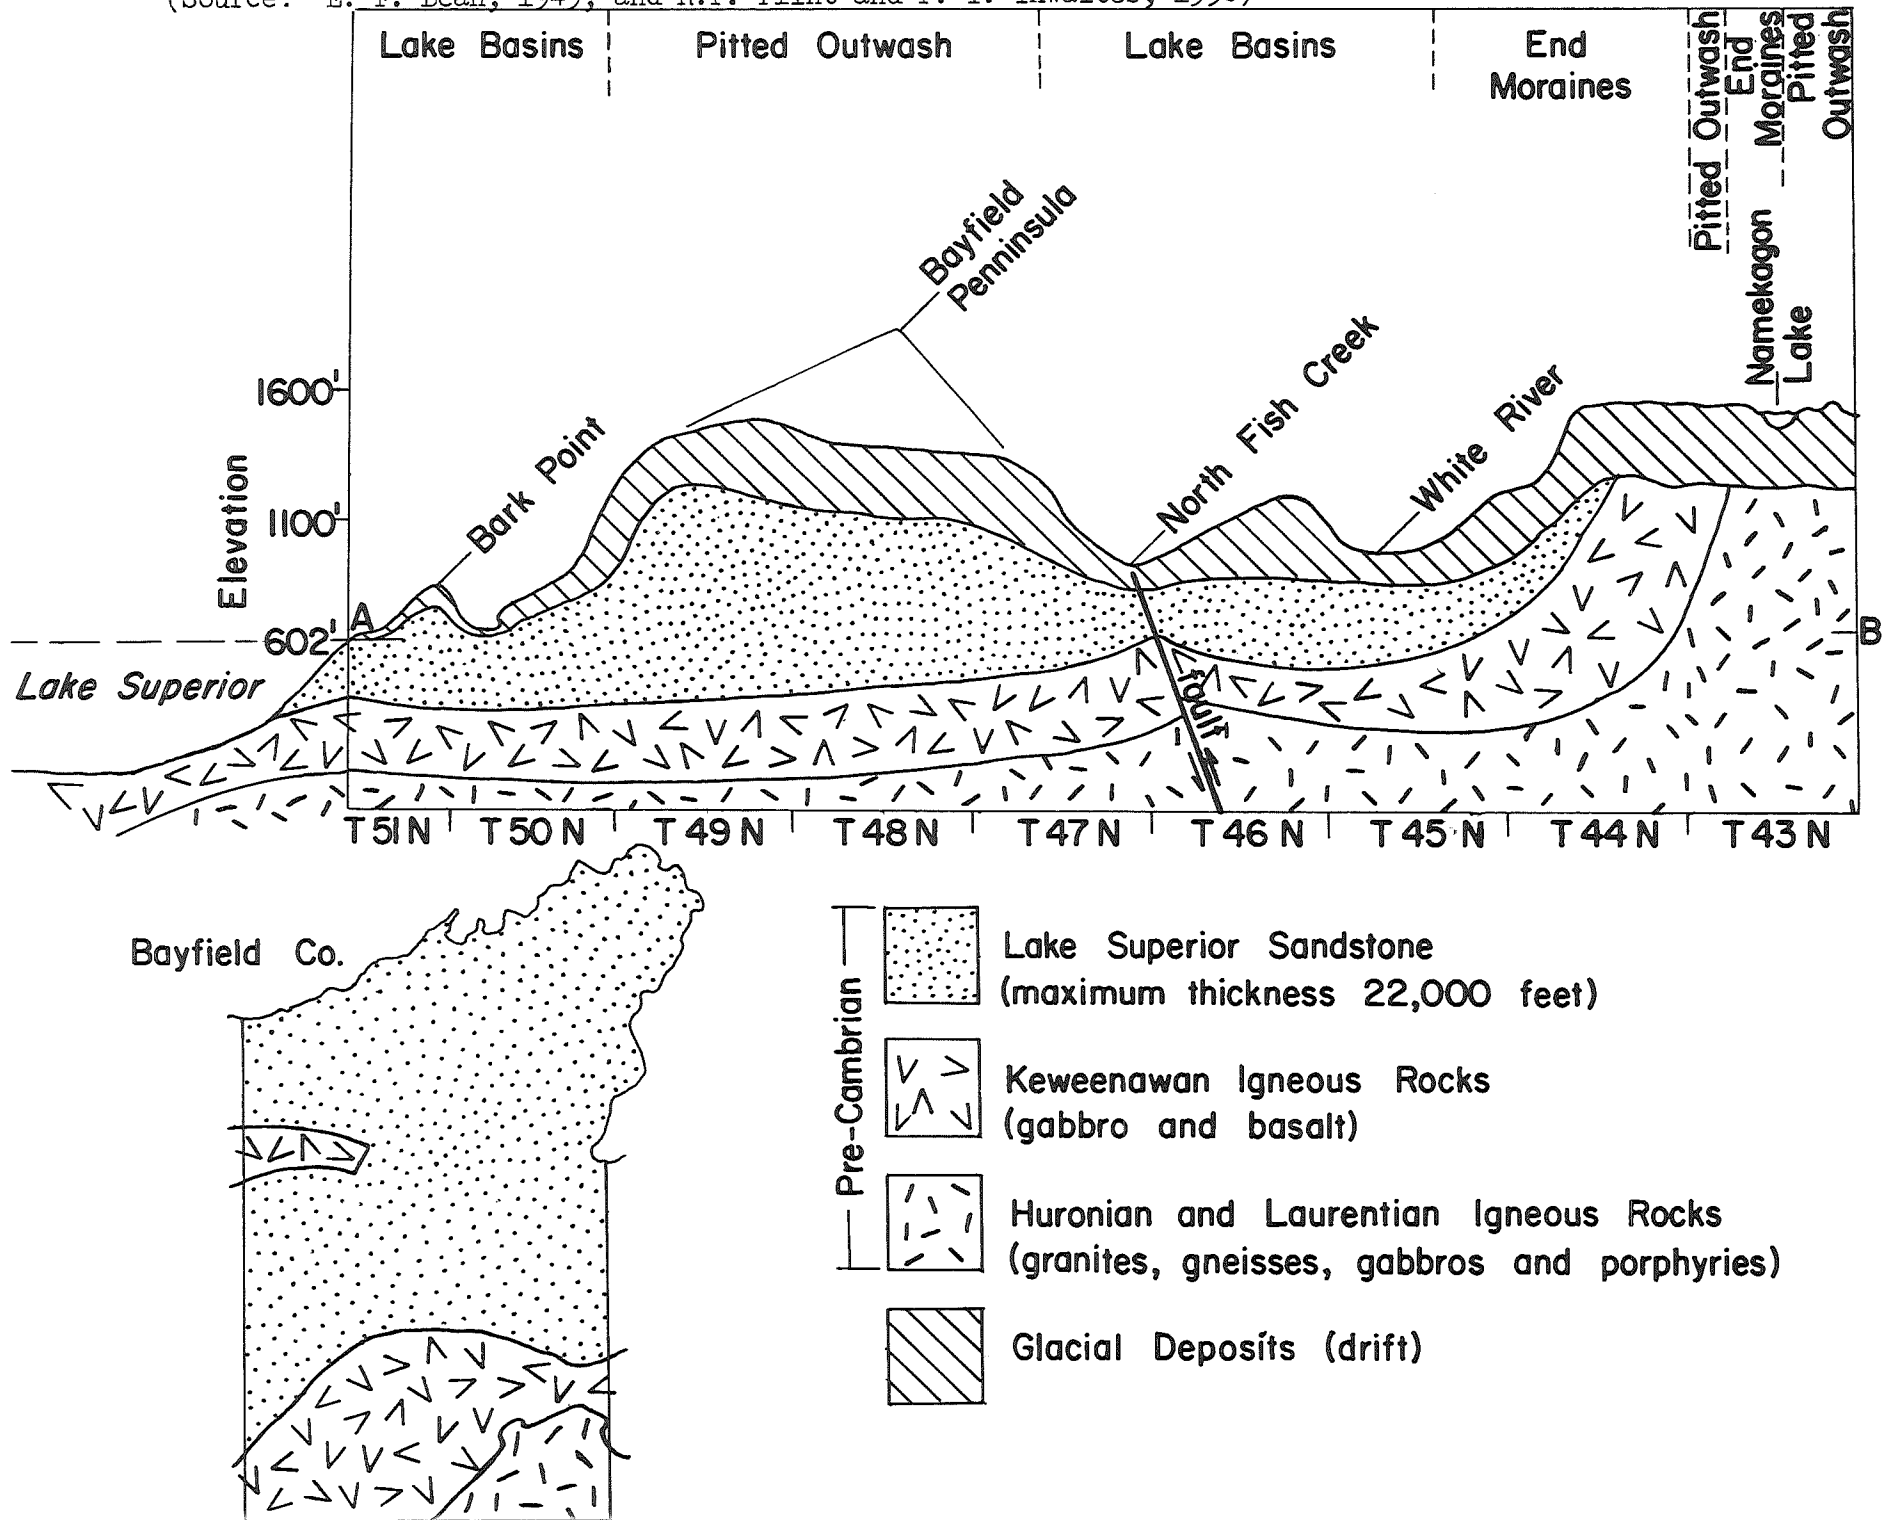 Lake Basins
Pitted Outwash
Lake Basins
End
Moraines
Pitted Outwash
End
Moraines
Pitted
Outwash
Bayfield
Penninsula
Namekagon
Lake
1600'
Bark Point
North Fish Creek
White River
Elevation
1100'
A
602'
B
Lake Superior
fault
T51N
T50N
T49N
T48N
T47N
T46N
T45N
T44N
T43N
Bayfield Co.
Pre-Cambrian
Lake Superior Sandstone
(maximum thickness 22,000 feet)
Keweenawan Igneous Rocks
(gabbro and basalt)
Huronian and Laurentian Igneous Rocks
(granites, gneisses, gabbros and porphyries)
Glacial Deposits (drift)